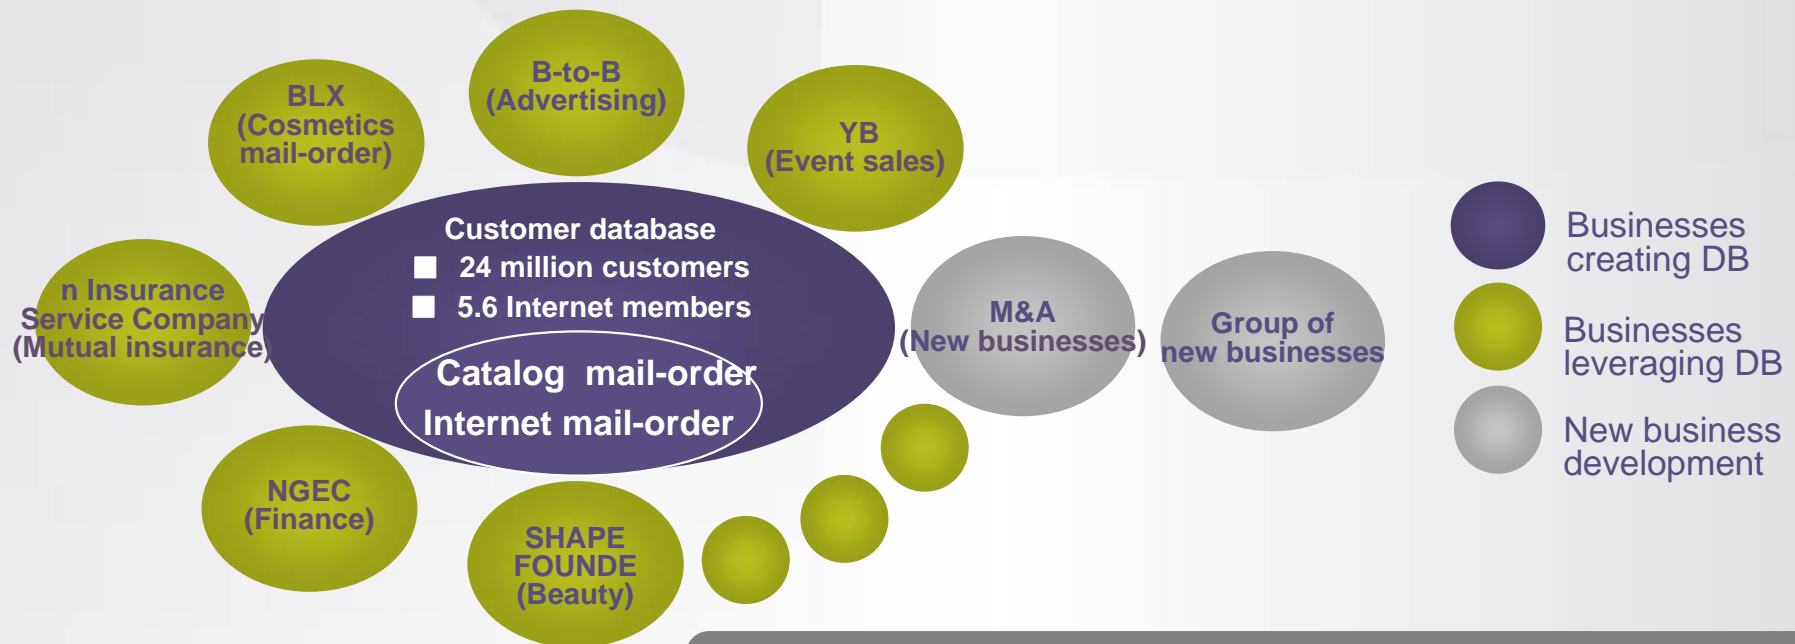 B-to-B
(Advertising)
BLX
(Cosmetics
mail-order)
YB
(Event sales)
Customer database
■ 24 million customers
■ 5.6 Internet members
Catalog mail-order
Internet mail-order
n Insurance
Service Company
(Mutual insurance)
M&A
(New businesses)
Group of
new businesses
NGEC
(Finance)
SHAPE
FOUNDE
(Beauty)
Businesses
creating DB
Businesses
leveraging DB
New business
development